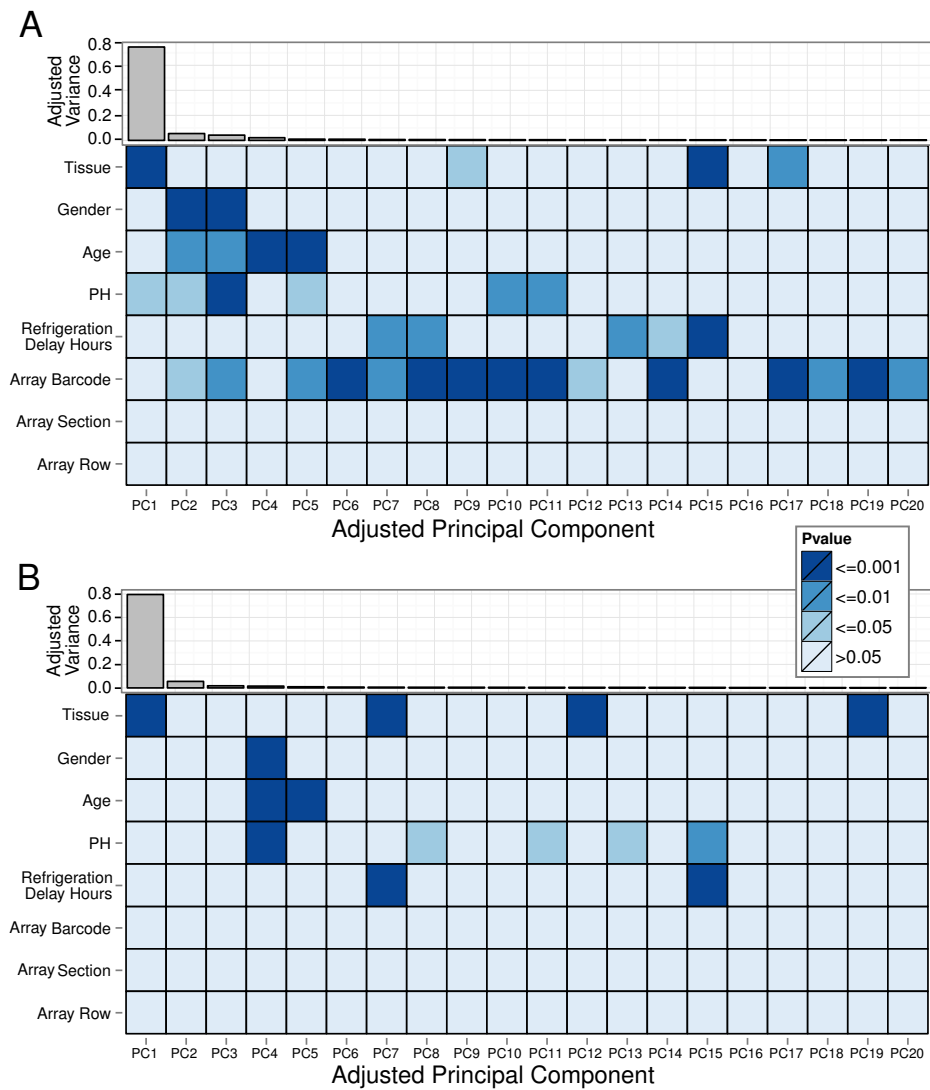 A
Adjusted
Variance
0.8
0.6
0.4
0.2
0.0
Tissue
Gender
Age
PH
Refrigeration
Delay Hours
Array Barcode
Array Section
Array Row
PC1 PC2 PC3 PC4 PC5 PC6 PC7 PC8 PC9 PC10 PC11 PC12 PC13 PC14 PC15 PC16 PC17 PC18 PC19 PC20
Adjusted Principal Component
Pvalue
<=0.001
<=0.01
<=0.05
>0.05
B
Adjusted
Variance
0.8
0.6
0.4
0.2
0.0
Tissue
Gender
Age
PH
Refrigeration
Delay Hours
Array Barcode
Array Section
Array Row
PC1 PC2 PC3 PC4 PC5 PC6 PC7 PC8 PC9 PC10 PC11 PC12 PC13 PC14 PC15 PC16 PC17 PC18 PC19 PC20
Adjusted Principal Component